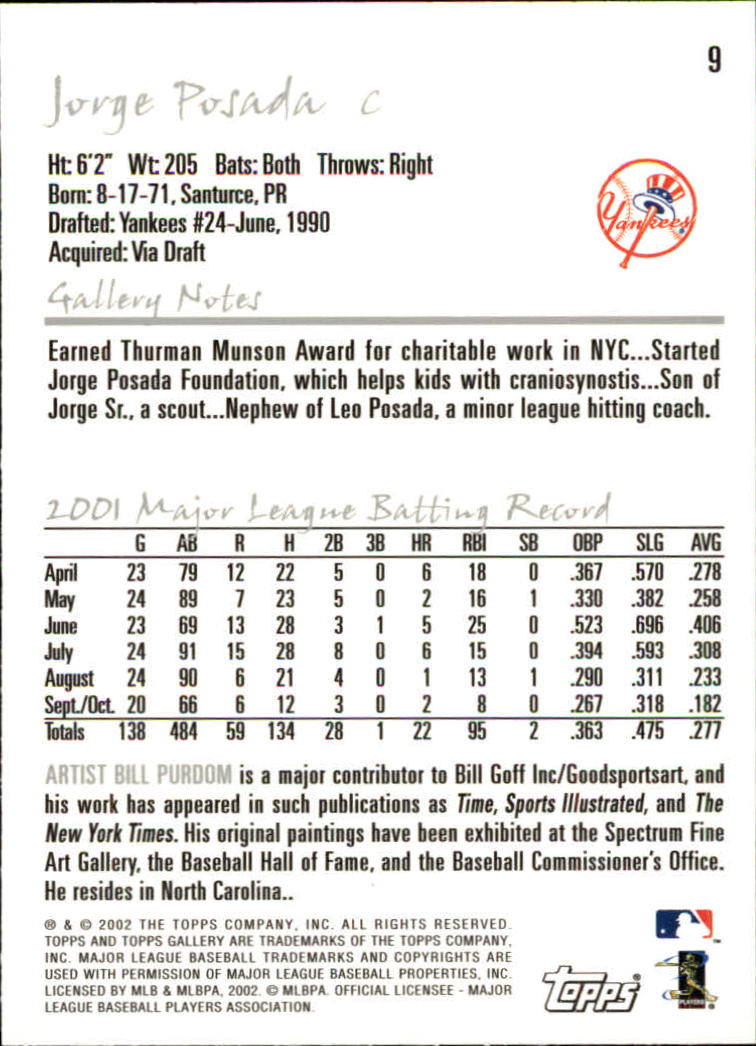 9
Jorge Posada C
Ht: 6'2" Wt: 205 Bats: Both Throws: Right
Born: 8-17-71, Santurce, PR
Drafted: Yankees #24-June, 1990
Acquired: Via Draft
Yankees
Gallery Notes
Earned Thurman Munson Award for charitable work in NYC...Started
Jorge Posada Foundation, which helps kids with craniosynostis...Son of
Jorge Sr., a scout...Nephew of Leo Posada, a minor league hitting coach.
2001 Major League Batting Record
G AB R H 2B 3B HR RBI SB OBP SLG AVG
April 23 79 12 22 5 0 6 18 0 .367 .570 .278
May 24 89 7 23 5 0 2 16 1 .330 .382 .258
June 23 69 13 28 3 1 5 25 0 .523 .696 .406
July 24 91 15 28 8 0 6 15 0 .394 .593 .308
August 24 90 6 21 4 0 1 13 1 .290 .311 .233
Sept./Oct. 20 66 6 12 3 0 2 8 0 .267 .318 .182
Totals 138 484 59 134 28 1 22 95 2 .363 .475 .277
ARTIST BILL PURDOM is a major contributor to Bill Goff Inc/Goodsportsart, and
his work has appeared in such publications as Time, Sports Illustrated, and The
New York Times. His original paintings have been exhibited at the Spectrum Fine
Art Gallery, the Baseball Hall of Fame, and the Baseball Commissioner's Office.
He resides in North Carolina..
® & © 2002 THE TOPPS COMPANY, INC. ALL RIGHTS RESERVED.
TOPPS AND TOPPS GALLERY ARE TRADEMARKS OF THE TOPPS COMPANY,
INC. MAJOR LEAGUE BASEBALL TRADEMARKS AND COPYRIGHTS ARE
USED WITH PERMISSION OF MAJOR LEAGUE BASEBALL PROPERTIES, INC.
LICENSED BY MLB & MLBPA, 2002. © MLBPA. OFFICIAL LICENSEE - MAJOR
LEAGUE BASEBALL PLAYERS ASSOCIATION.
Topps®
PLAYERS